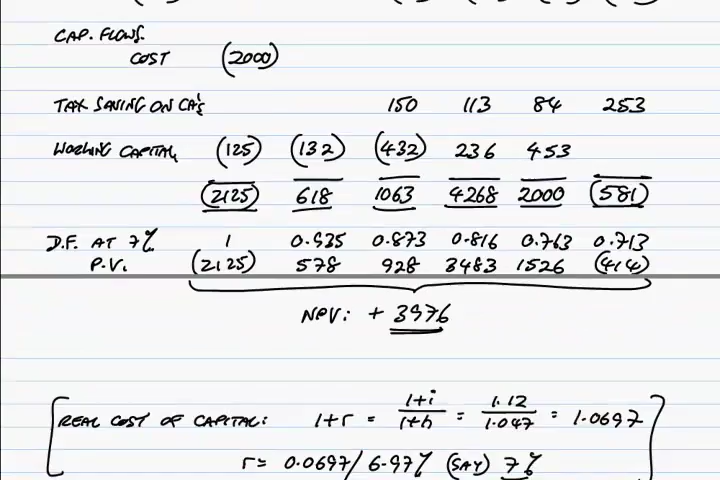 CAP. FLOWS.
COST (2000)
TAX SAVING ON CA's 150 113 84 253
WORKING CAPITAL (125) (132) (432) 236 453
(2125) 618 1063 4268 2000 (581)
D.F. AT 7% 1 0.935 0.873 0.816 0.763 0.713
P.V. (2125) 578 928 3483 1526 (414)
NPV: + 3976
[REAL COST OF CAPITAL: 1+r = 1+i/1+h = 1.12/1.047 = 1.0697
r= 0.0697/6.97% (SAY) 7%]